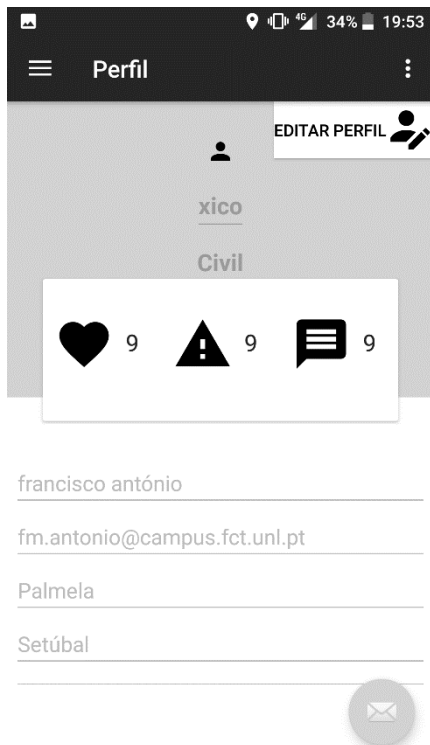 4G 34% 19:53
Perfil
EDITAR PERFIL
xico
Civil
9 9 9
francisco antónio
fm.antonio@campus.fct.unl.pt
Palmela
Setúbal